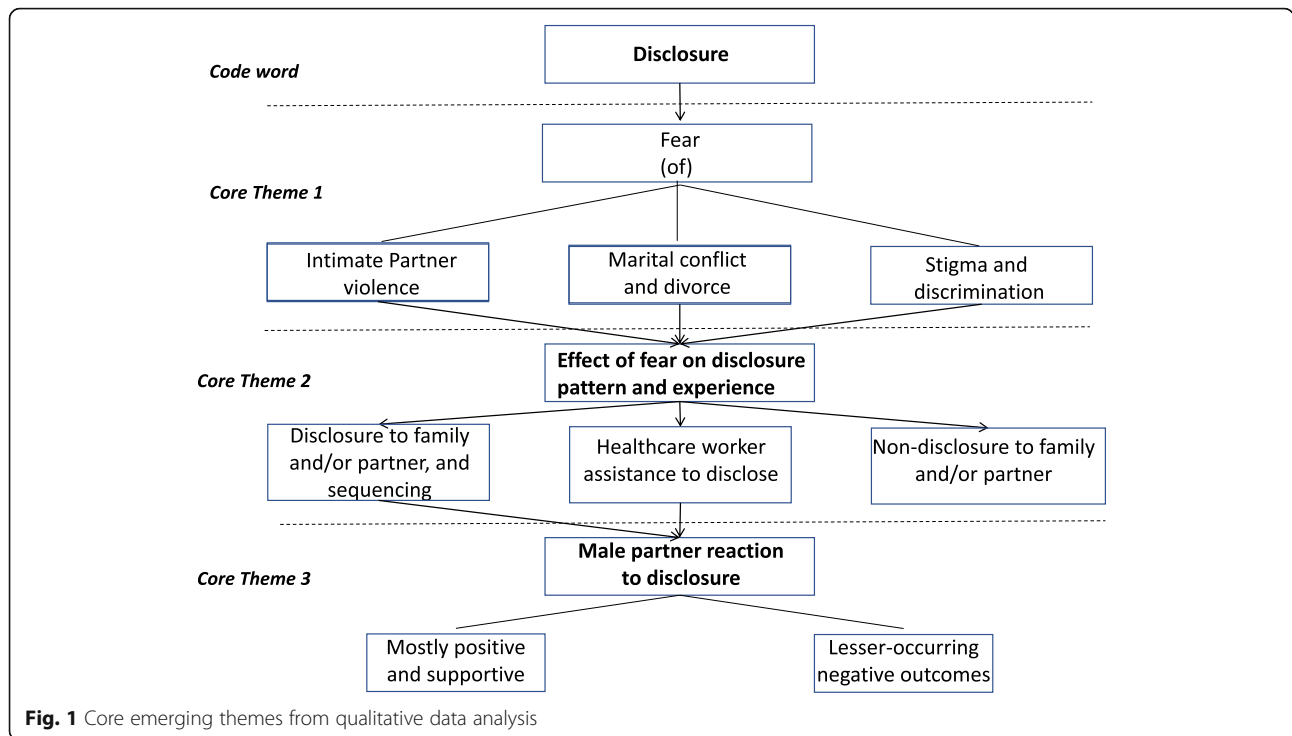 Disclosure
Code word
Fear
(of)
Core Theme 1
Intimate Partner
violence
Marital conflict
and divorce
Stigma and
discrimination
Effect of fear on disclosure
pattern and experience
Core Theme 2
Disclosure to family
and/or partner, and
sequencing
Healthcare worker
assistance to disclose
Non-disclosure to family
and/or partner
Male partner reaction
to disclosure
Core Theme 3
Mostly positive
and supportive
Lesser-occurring
negative outcomes
Fig. 1 Core emerging themes from qualitative data analysis